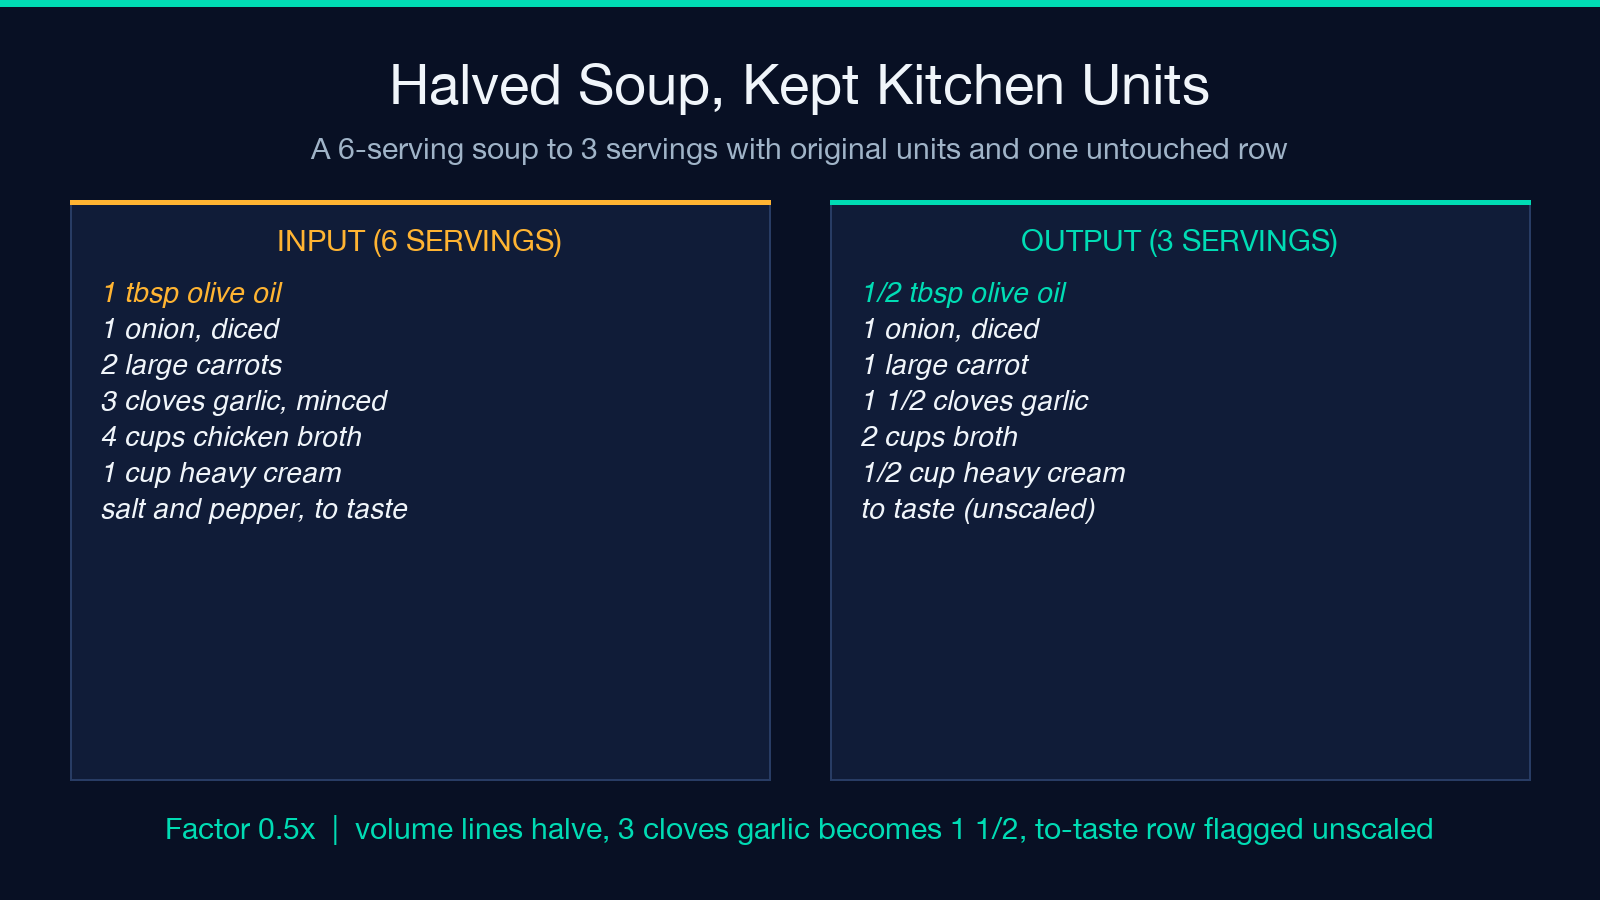 Halved Soup, Kept Kitchen Units
A 6-serving soup to 3 servings with original units and one untouched row
INPUT (6 SERVINGS)
1 tbsp olive oil
1 onion, diced
2 large carrots
3 cloves garlic, minced
4 cups chicken broth
1 cup heavy cream
salt and pepper, to taste
OUTPUT (3 SERVINGS)
1/2 tbsp olive oil
1 onion, diced
1 large carrot
1 1/2 cloves garlic
2 cups broth
1/2 cup heavy cream
to taste (unscaled)
Factor 0.5x | volume lines halve, 3 cloves garlic becomes 1 1/2, to-taste row flagged unscaled